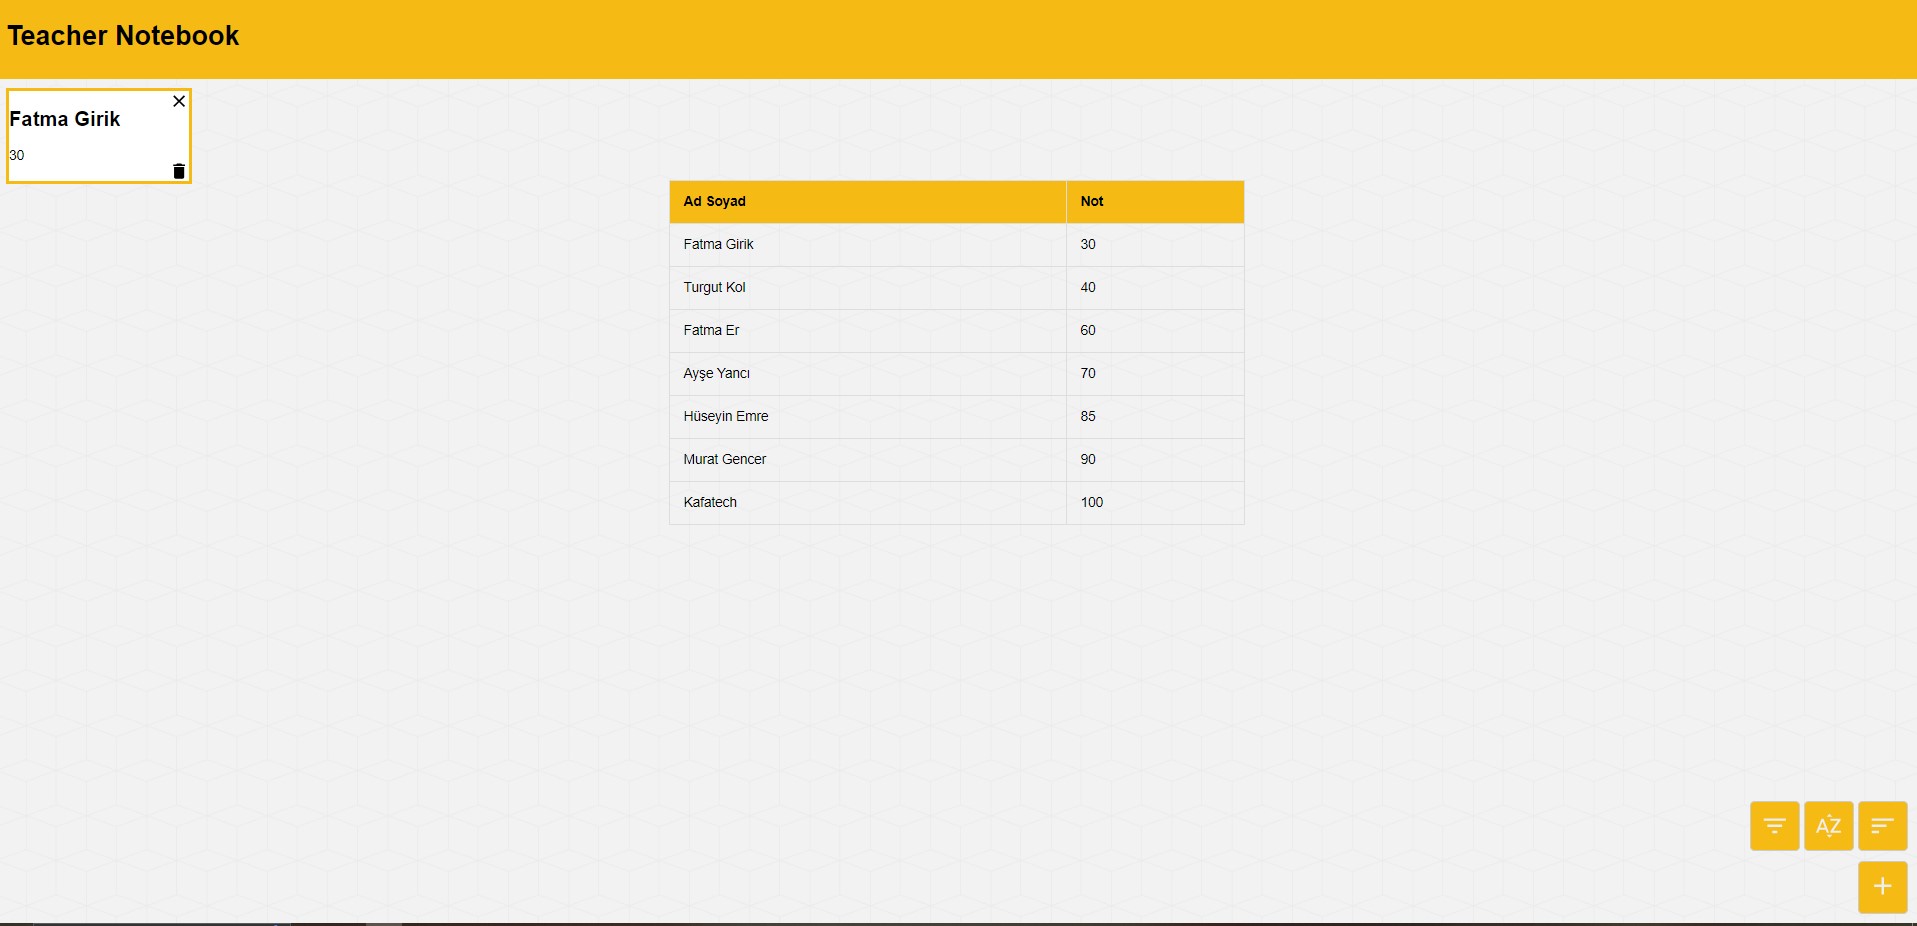 Teacher Notebook
Fatma Girik
30
Ad Soyad Not
Fatma Girik 30
Turgut Kol 40
Fatma Er 60
Ayşe Yancı 70
Hüseyin Emre 85
Murat Gencer 90
Kafatech 100
AZ